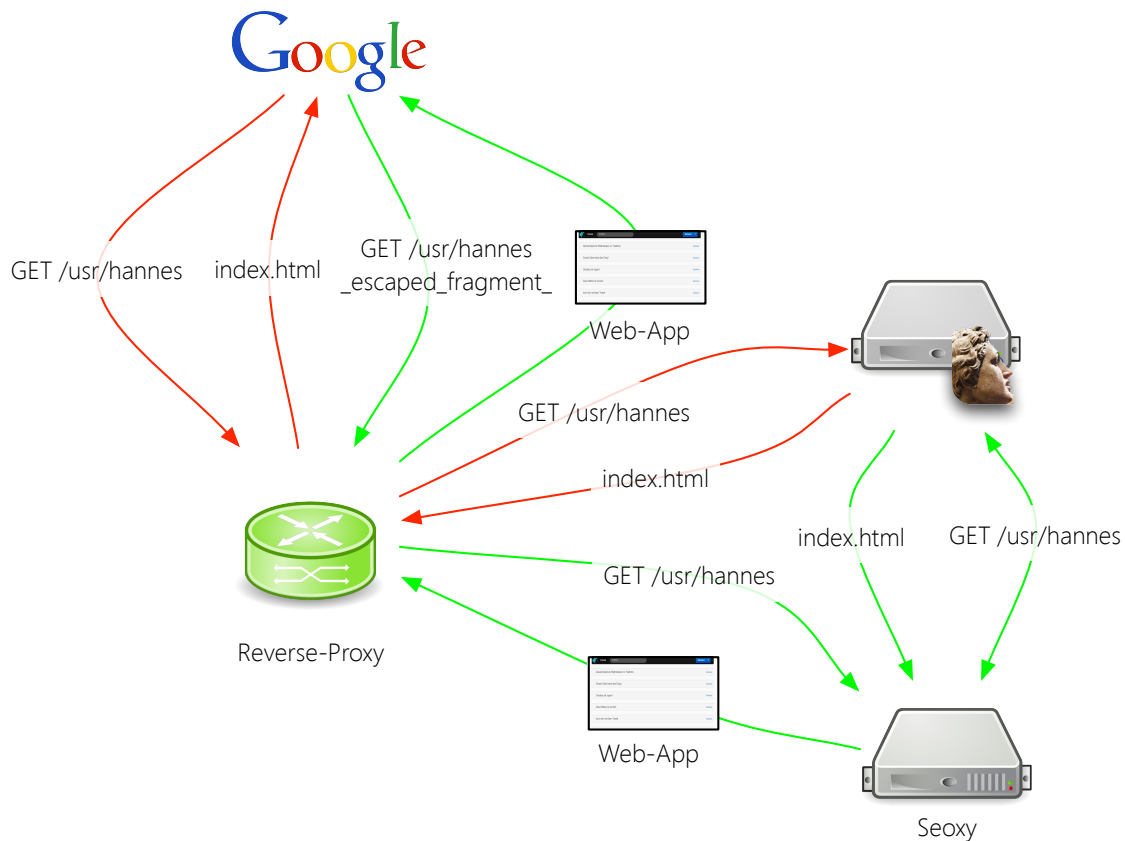 Google
GET /usr/hannes
index.html
GET /usr/hannes
_escaped_fragment_
Web-App
GET /usr/hannes
index.html
index.html
GET /usr/hannes
GET /usr/hannes
Reverse-Proxy
Web-App
Seoxy